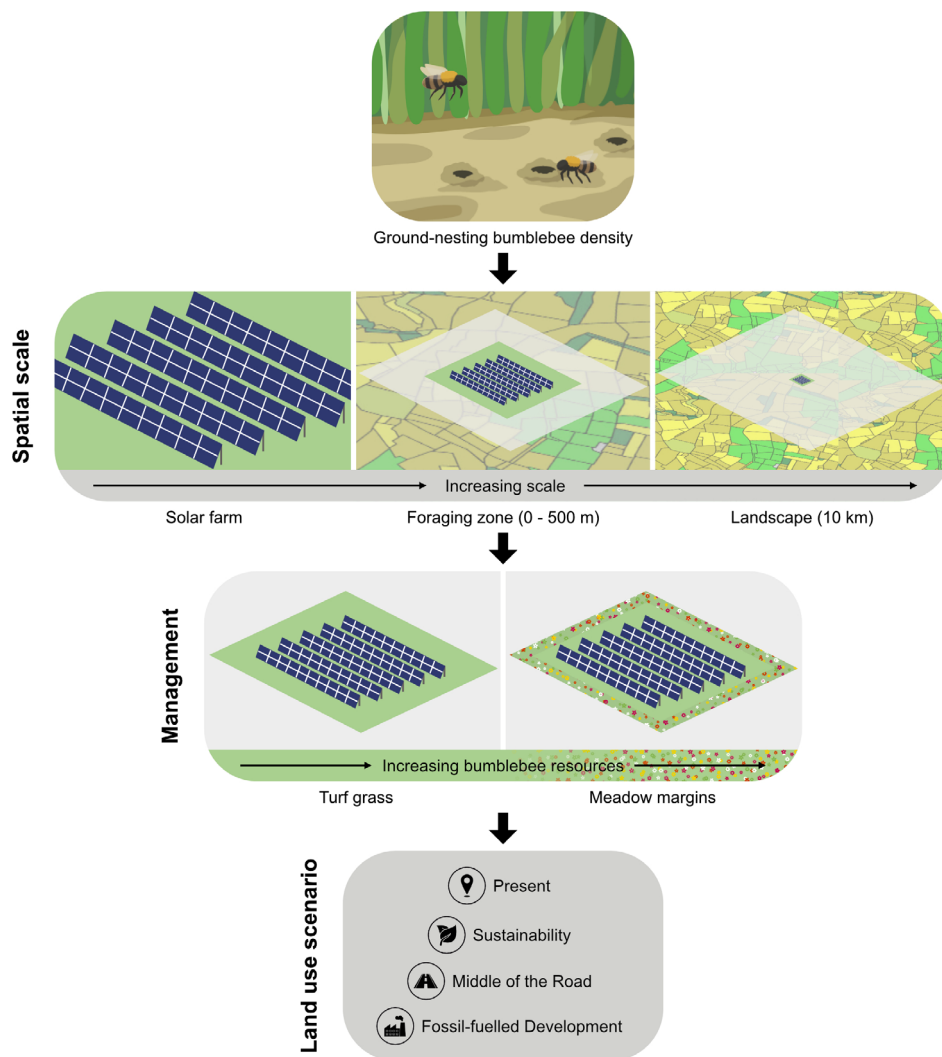 Ground-nesting bumblebee density
Spatial scale
Increasing scale
Solar farm
Foraging zone (0 - 500 m)
Landscape (10 km)
Management
Increasing bumblebee resources
Turf grass
Meadow margins
Land use scenario
Present
Sustainability
Middle of the Road
Fossil-fuelled Development